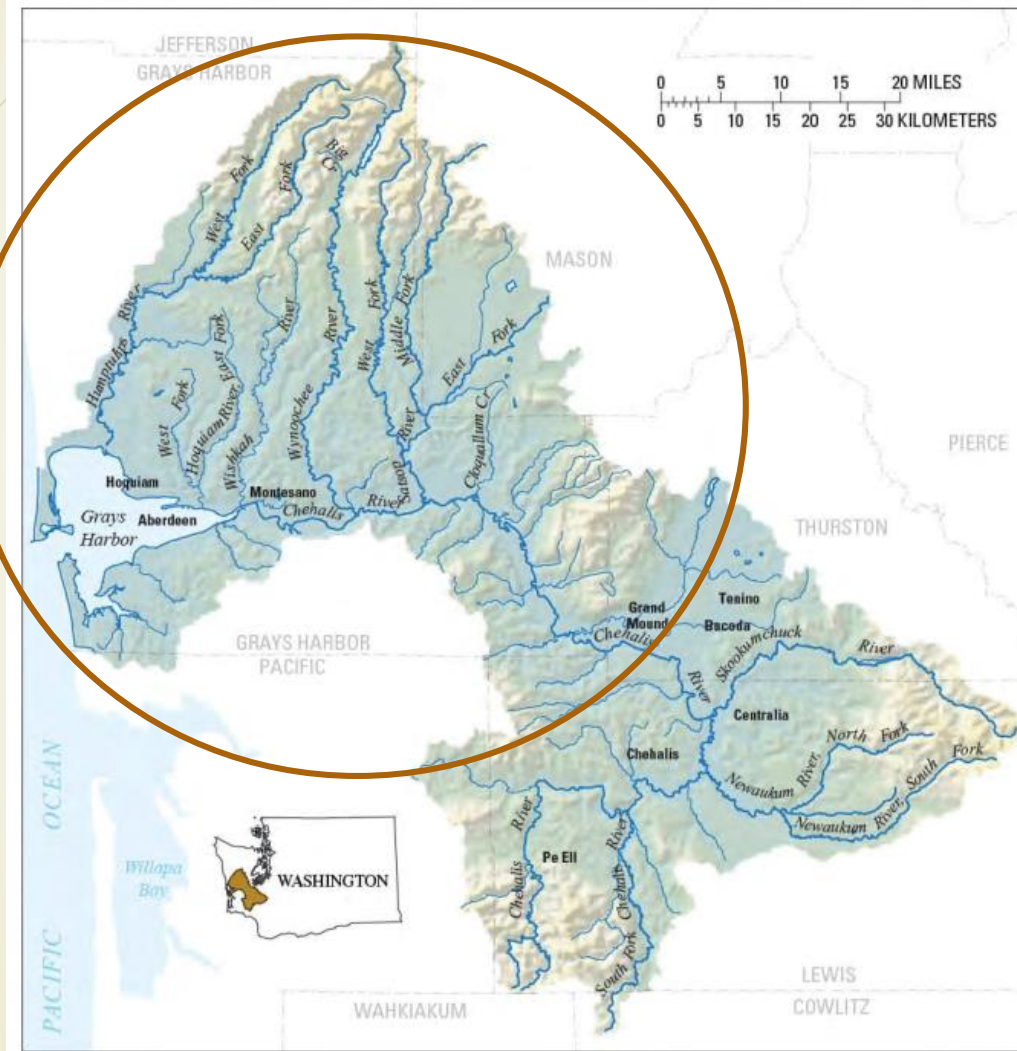 JEFFERSON
GRAYS HARBOR
0 5 10 15 20 MILES
0 5 10 15 20 25 30 KILOMETERS
Big
Cr
West
Fork
East
Fork
MASON
Humptulips
River
East Fork
River
River
West
Fork
Middle
Fork
East
Fork
West
Fork
Hoquiam River,
Wishkah
Wynoochee
River
Satsop
Cloquallum Cr
PIERCE
Hoquiam
Montesano
Chehalis
River
Grays
Harbor
Aberdeen
THURSTON
Tenino
Grand
Mound
Bucoda
Chehalis
River
Skookumchuck
River
GRAYS HARBOR
PACIFIC
Centralia
North
Fork
Chehalis
Newaukum
River,
South
Fork
Newaukum
River,
PACIFIC OCEAN
Willapa
Bay
WASHINGTON
River
Pe Ell
Chehalis
River
Chehalis
South
Fork
LEWIS
COWLITZ
WAHKIAKUM